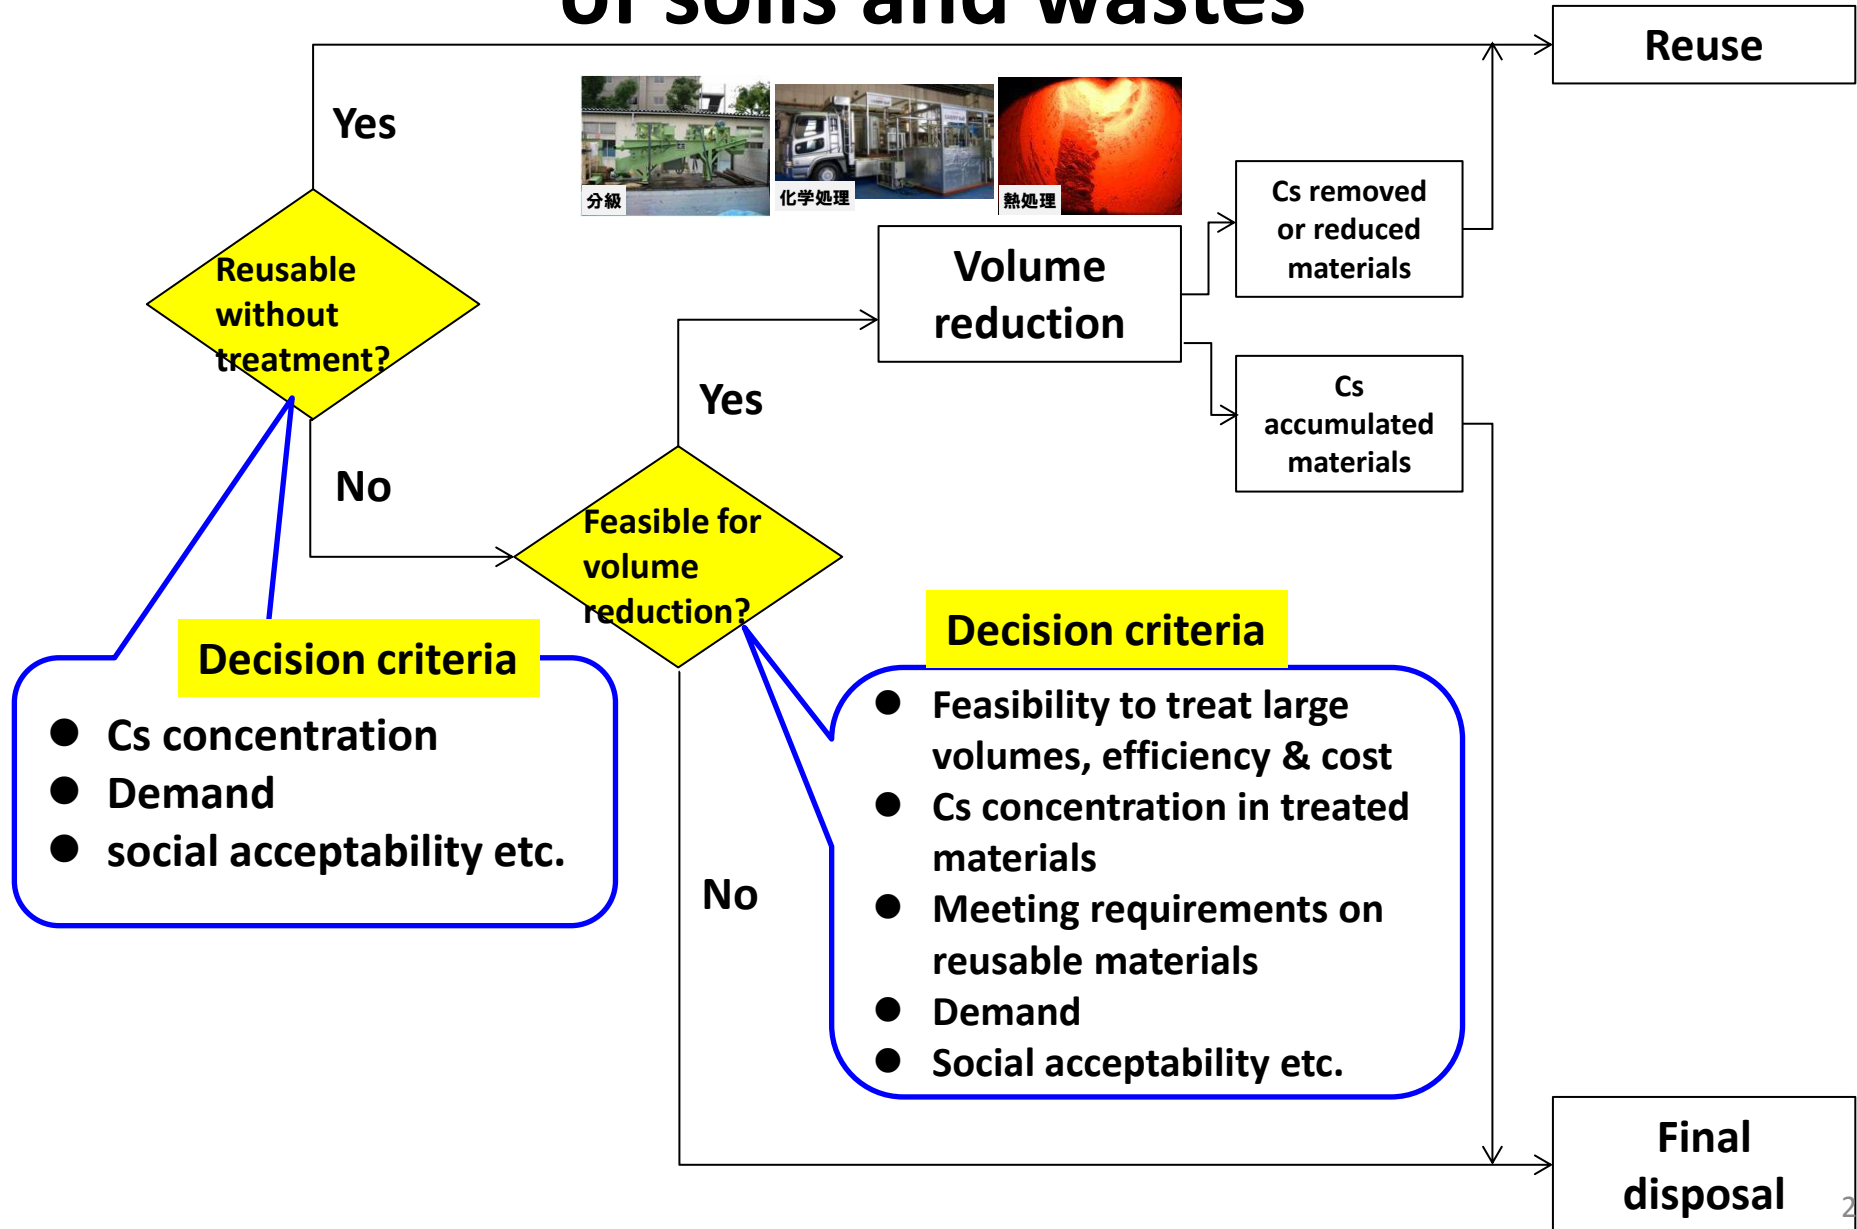 of soils and wastes
Reuse
Yes
分級
化学処理
熱処理
Cs removed
or reduced
materials
Reusable
without
treatment?
Volume
reduction
Yes
Cs
accumulated
materials
No
Feasible for
volume
reduction?
Decision criteria
● Cs concentration
● Demand
● social acceptability etc.
Decision criteria
● Feasibility to treat large
volumes, efficiency & cost
● Cs concentration in treated
materials
● Meeting requirements on
reusable materials
● Demand
● Social acceptability etc.
No
Final
disposal
2